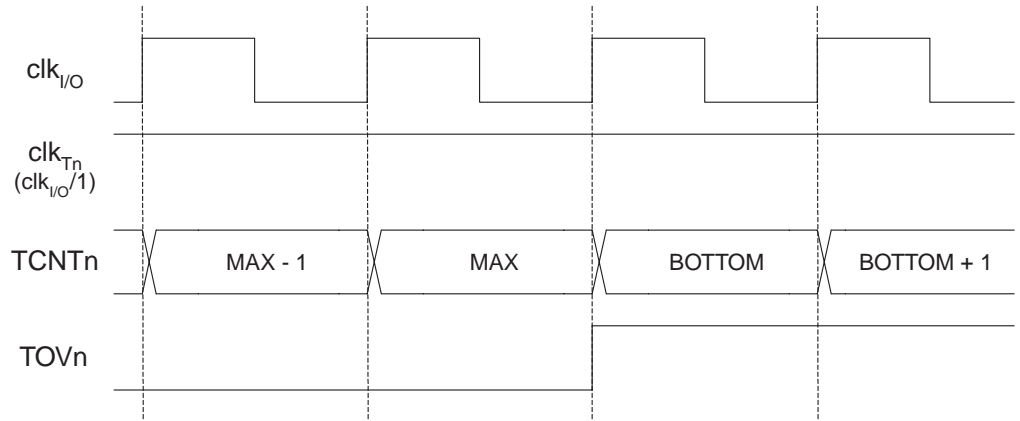 clkI/O
clkTn
(clkI/O/1)
TCNTn MAX - 1 MAX BOTTOM BOTTOM + 1
TOVn